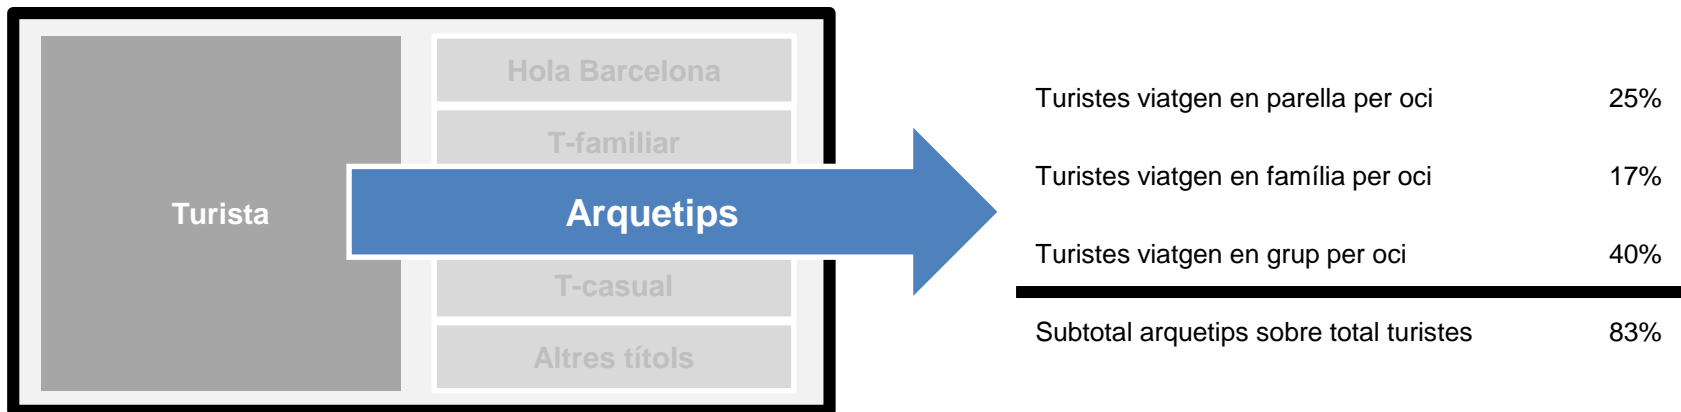 Hola Barcelona
T-familiar
Turista
Arquetips
T-casual
Altres títols
Turistes viatgen en parella per oci 25%
Turistes viatgen en família per oci 17%
Turistes viatgen en grup per oci 40%
Subtotal arquetips sobre total turistes 83%